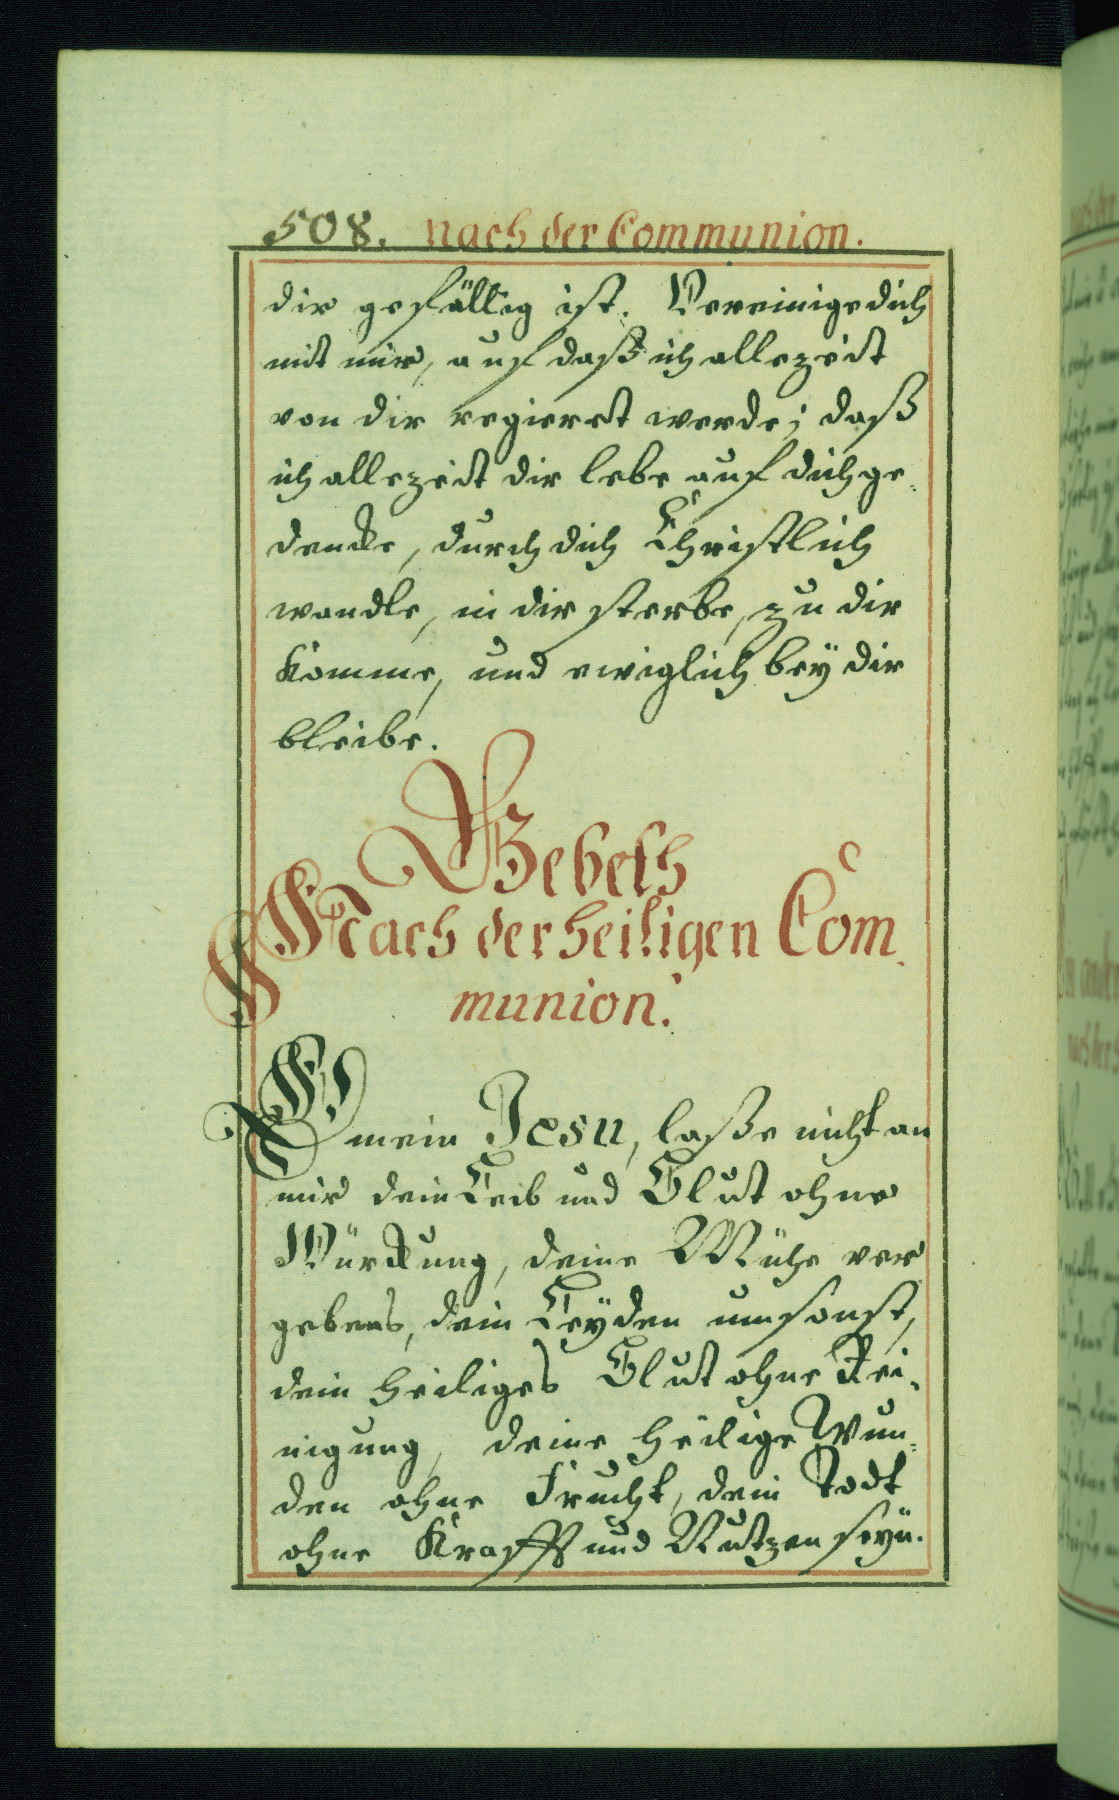 508. nach der Communion.
dir gefällig ist. Vereinige dich
mit mir, auf daß ich allezeit
von dir regieret werde; daß
ich allezeit dir lebe auf dich ge-
dencke, durch dich Christlich
wandle, in dir sterbe, zu dir
komme, und ewiglich bey dir
bleibe.
Gebeth
Nach der heiligen Com-
munion.
O mein Jesu, laße nicht an
mir dein Leib und Blut ohne
Würckung, deine Mühe ver
gebens, dein Leyden umsonst,
dein heiliges Blut ohne Rei-
nigung, deine heilige Wun-
den ohne Frucht, dein Todt
ohne Krafft und Nutzen seyn.